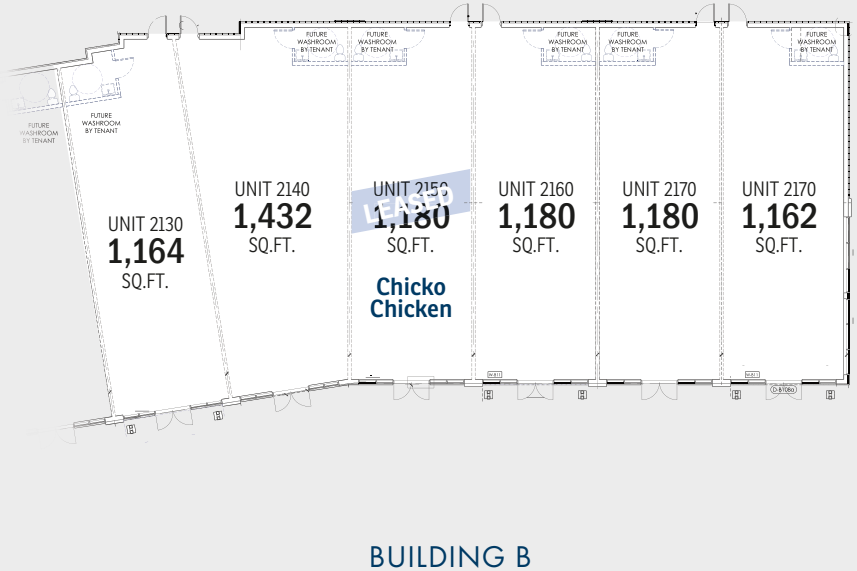 FUTURE
WASHROOM
BY TENANT
FUTURE
WASHROOM
BY TENANT
FUTURE
WASHROOM
BY TENANT
FUTURE
WASHROOM
BY TENANT
FUTURE
WASHROOM
BY TENANT
FUTURE
WASHROOM
BY TENANT
FUTURE
WASHROOM
BY TENANT
UNIT 2130
1,164
SQ.FT.
UNIT 2140
1,432
SQ.FT.
UNIT 2150
LEASED
1,180
SQ.FT.
Chicko
Chicken
UNIT 2160
1,180
SQ.FT.
UNIT 2170
1,180
SQ.FT.
UNIT 2170
1,162
SQ.FT.
W-B11
W-B11
BUILDING B